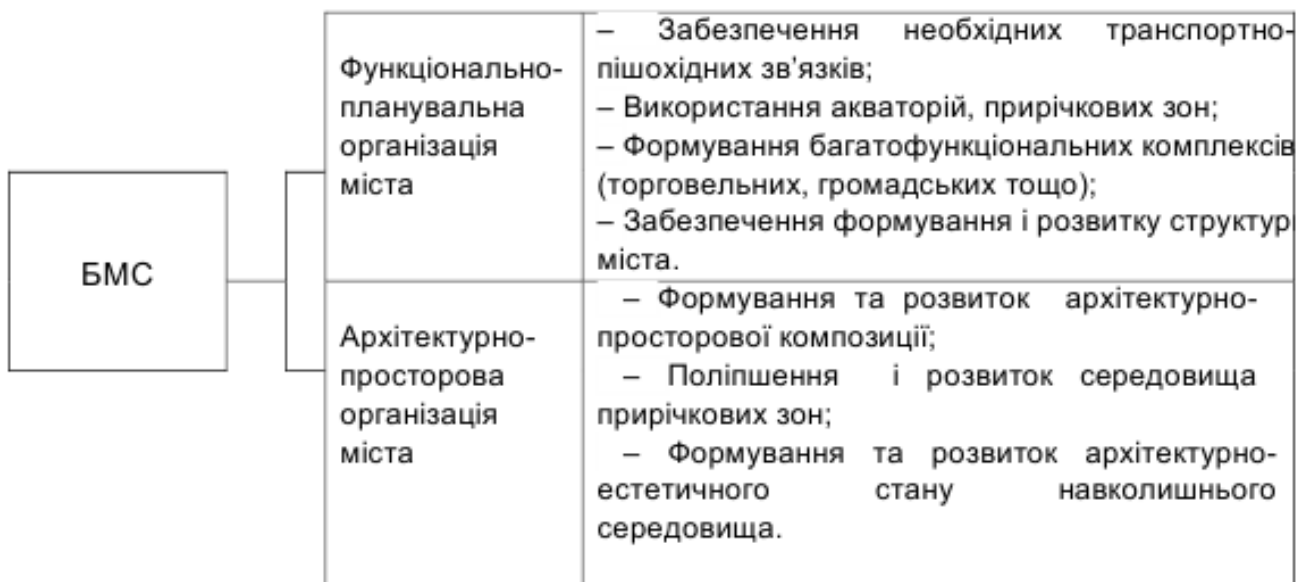 БМС
Функціонально-
планувальна
організація
міста
– Забезпечення необхідних транспортно-
пішохідних зв’язків;
– Використання акваторій, прирічкових зон;
– Формування багатофункціональних комплексів
(торговельних, громадських тощо);
– Забезпечення формування і розвитку
міста.
Архітектурно-
просторова
організація
міста
– Формування та розвиток архітектурно-
просторової композиції;
– Поліпшення і розвиток середовища
прирічкових зон;
– Формування та розвиток архітектурно-
естетичного стану навколишнього
середовища.